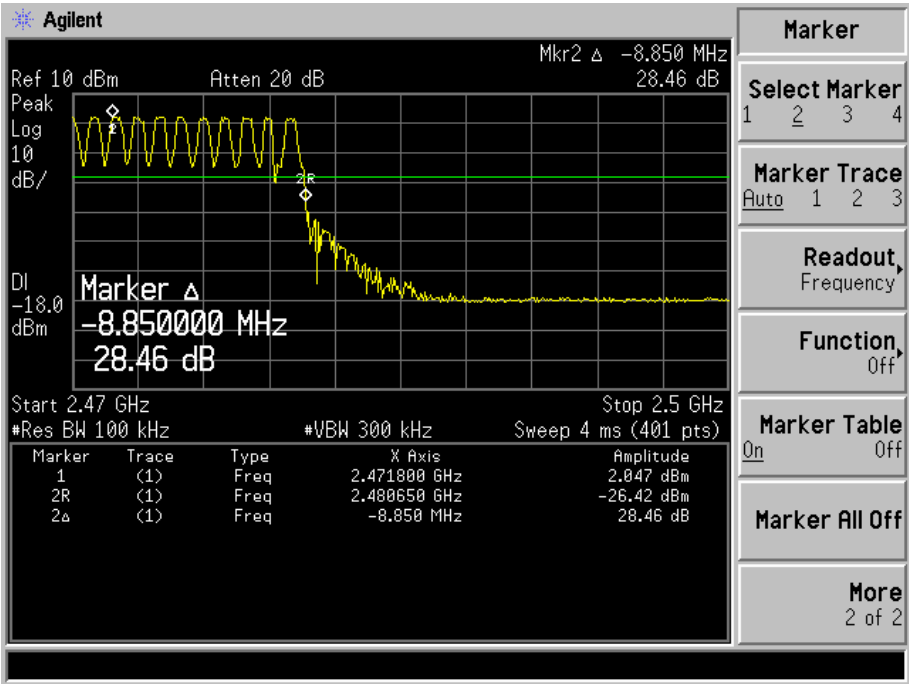 Agilent
Mkr2 Δ -8.850 MHz
Ref 10 dBm Atten 20 dB 28.46 dB
Peak
Log
10
dB/
2
2R
DI
-18.0
dBm
Marker Δ
-8.850000 MHz
28.46 dB
Start 2.47 GHz Stop 2.5 GHz
#Res BW 100 kHz #VBW 300 kHz Sweep 4 ms (401 pts)
Marker Trace Type X Axis Amplitude
1 (1) Freq 2.471800 GHz 2.047 dBm
2R (1) Freq 2.480650 GHz -26.42 dBm
2Δ (1) Freq -8.850 MHz 28.46 dB
Marker
Select Marker
1 2 3 4
Marker Trace
Auto 1 2 3
Readout
Frequency
Function
Off
Marker Table
On Off
Marker All Off
More
2 of 2